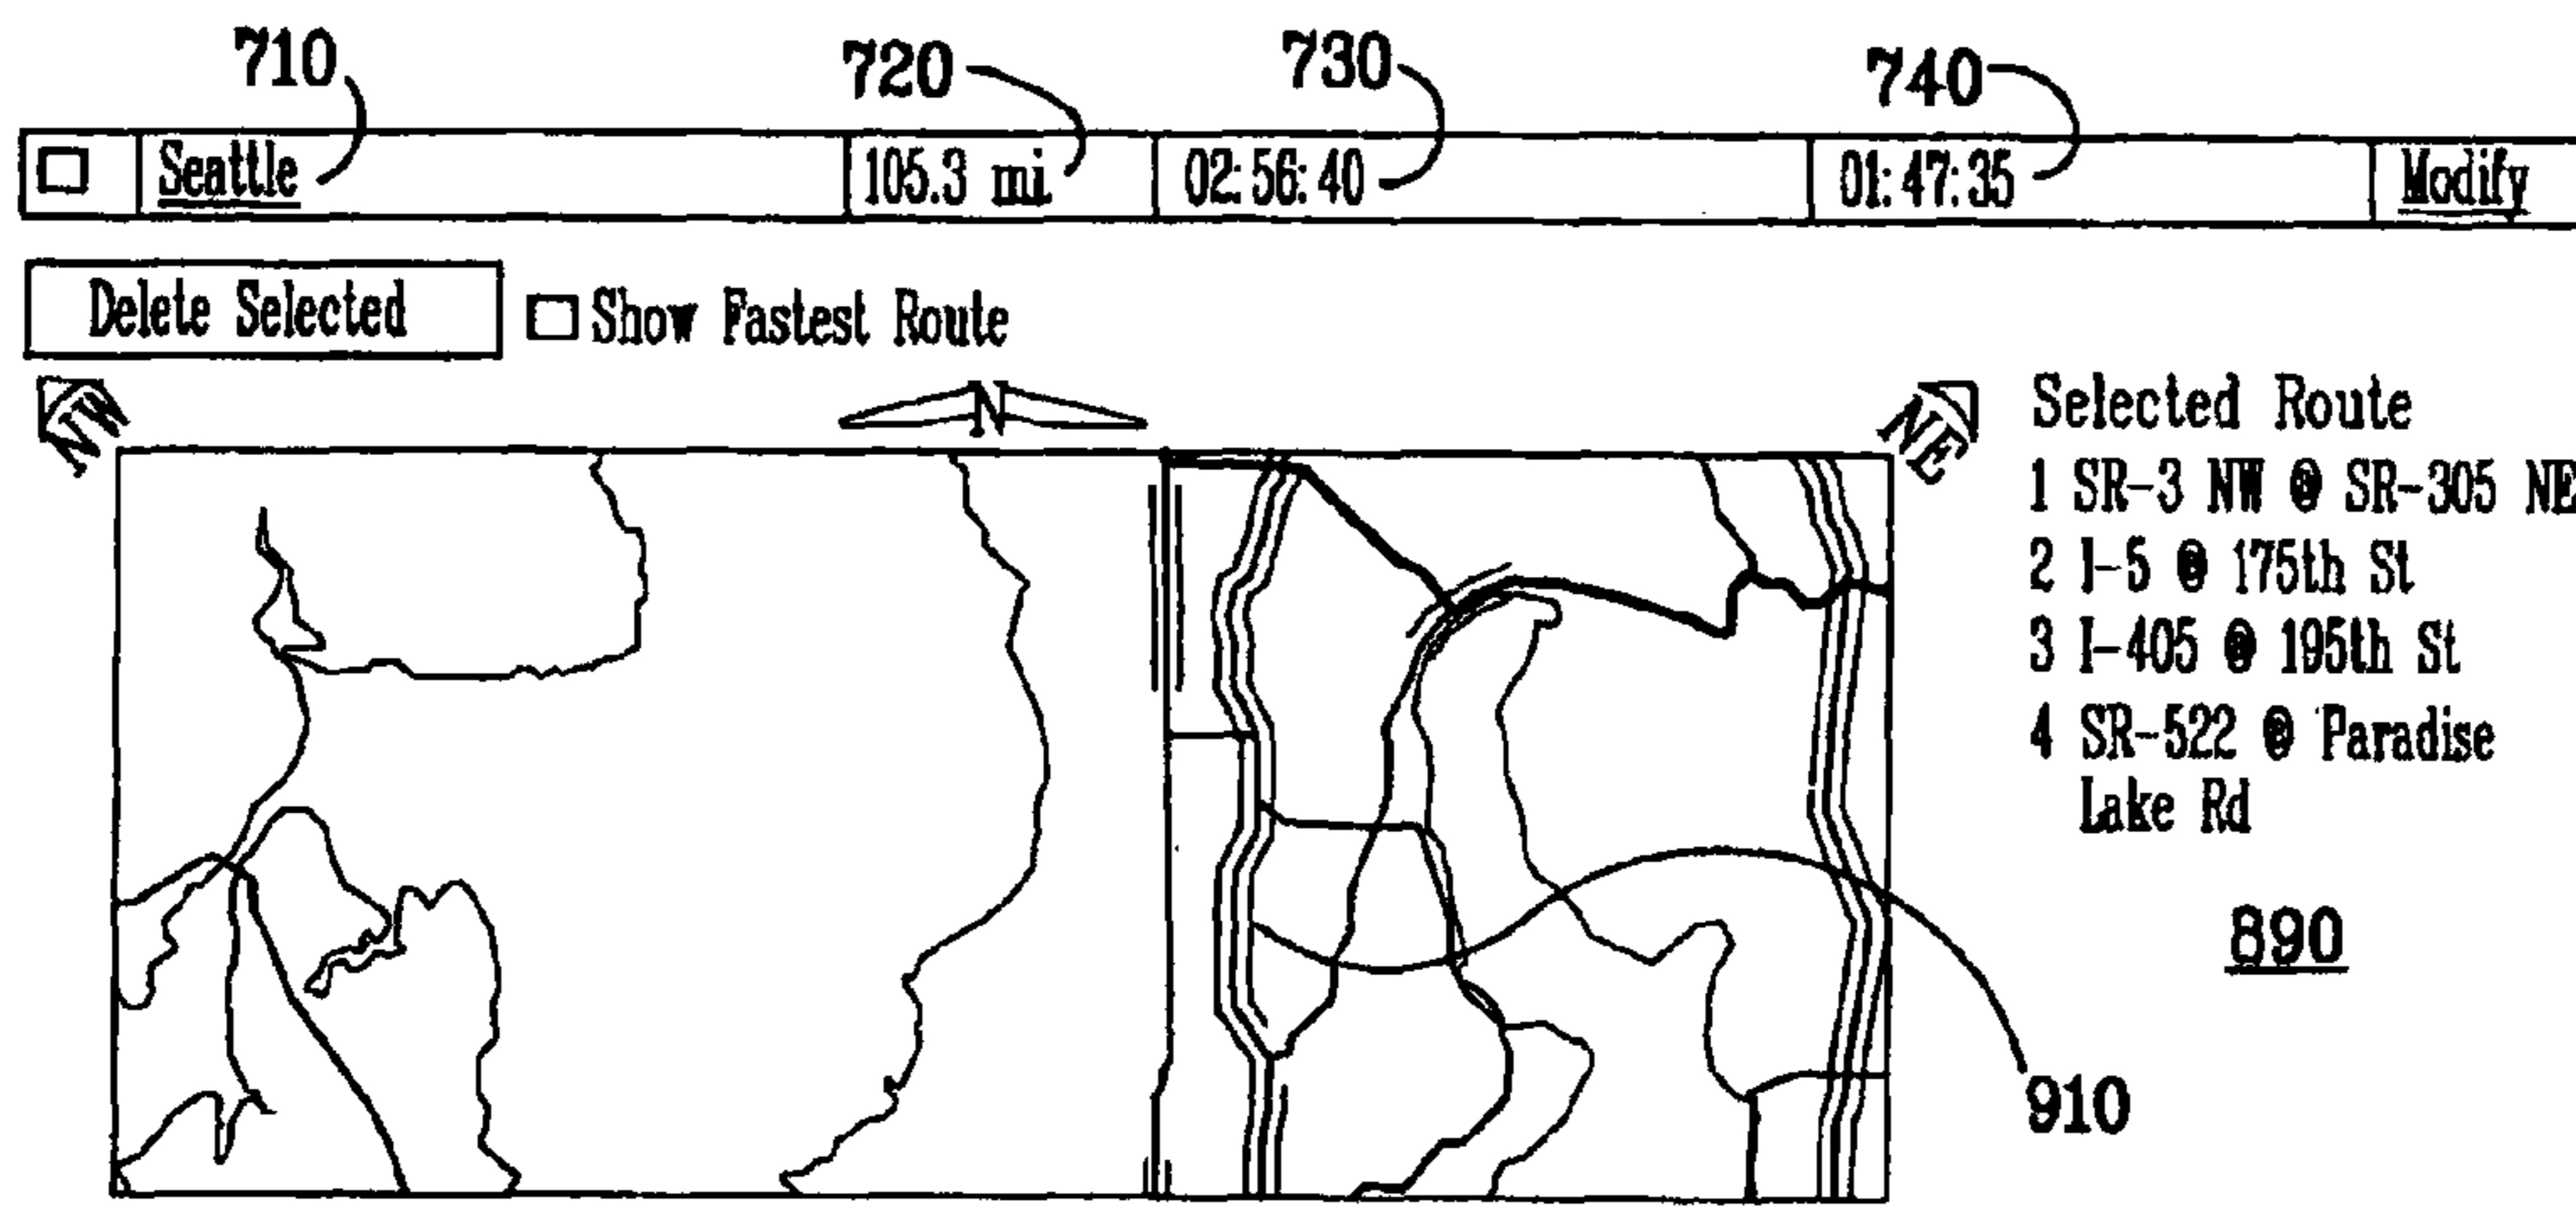 710 720 730 740
Seattle 105.3 mi. 02:56:40 01:47:35 Modify
Delete Selected Show Fastest Route
NW N NE
Selected Route
1 SR-3 NW @ SR-305 NE
2 I-5 @ 175th St
3 I-405 @ 195th St
4 SR-522 @ Paradise
Lake Rd
890
910